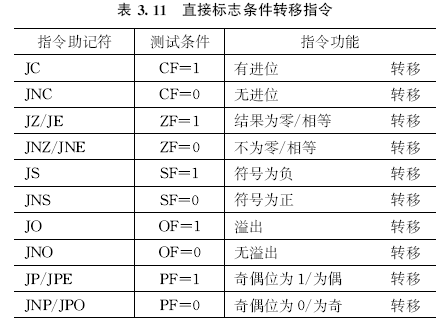 表 3.11 直接标志条件转移指令
指令助记符 测试条件 指令功能
JC CF=1 有进位 转移
JNC CF=0 无进位 转移
JZ/JE ZF=1 结果为零/相等 转移
JNZ/JNE ZF=0 不为零/相等 转移
JS SF=1 符号为负 转移
JNS SF=0 符号为正 转移
JO OF=1 溢出 转移
JNO OF=0 无溢出 转移
JP/JPE PF=1 奇偶位为1/为偶 转移
JNP/JPO PF=0 奇偶位为0/为奇 转移